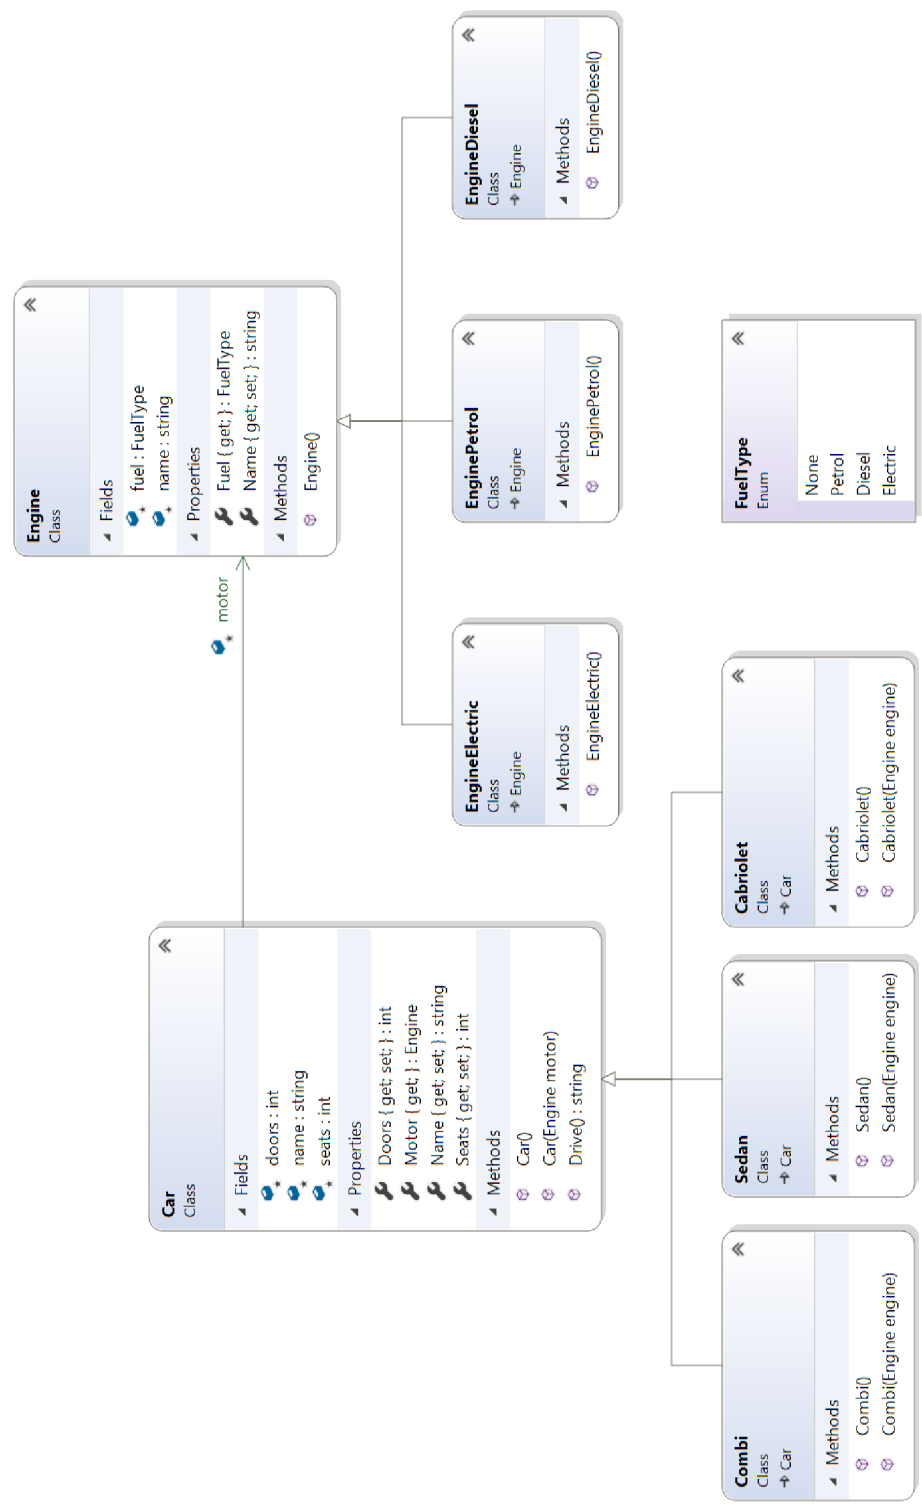 Car
Class
Fields
doors : int
name : string
seats : int
Properties
Doors { get; set; } : int
Motor { get; } : Engine
Name { get; set; } : string
Seats { get; set; } : int
Methods
Car()
Car(Engine motor)
Drive() : string
motor
Engine
Class
Fields
fuel : FuelType
name : string
Properties
Fuel { get; } : FuelType
Name { get; set; } : string
Methods
Engine()
EngineElectric
Class
Engine
Methods
EngineElectric()
EnginePetrol
Class
Engine
Methods
EnginePetrol()
EngineDiesel
Class
Engine
Methods
EngineDiesel()
Combi
Class
Car
Methods
Combi()
Combi(Engine engine)
Sedan
Class
Car
Methods
Sedan()
Sedan(Engine engine)
Cabriolet
Class
Car
Methods
Cabriolet()
Cabriolet(Engine engine)
FuelType
Enum
None
Petrol
Diesel
Electric